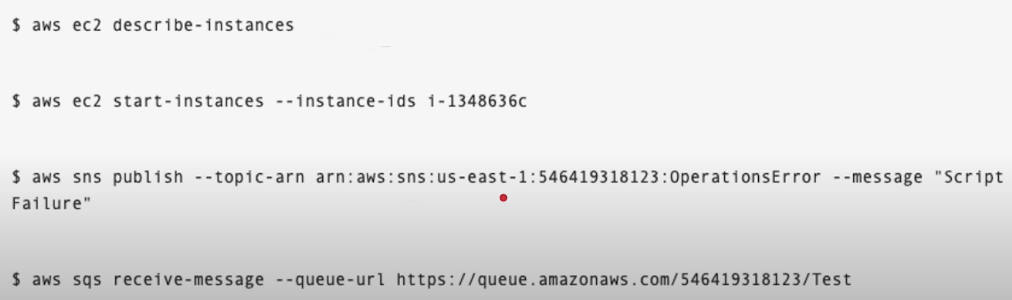 $ aws ec2 describe-instances
$ aws ec2 start-instances --instance-ids i-1348636c
$ aws sns publish --topic-arn arn:aws:sns:us-east-1:546419318123:OperationsError --message "Script
Failure"
$ aws sqs receive-message --queue-url https://queue.amazonaws.com/546419318123/Test